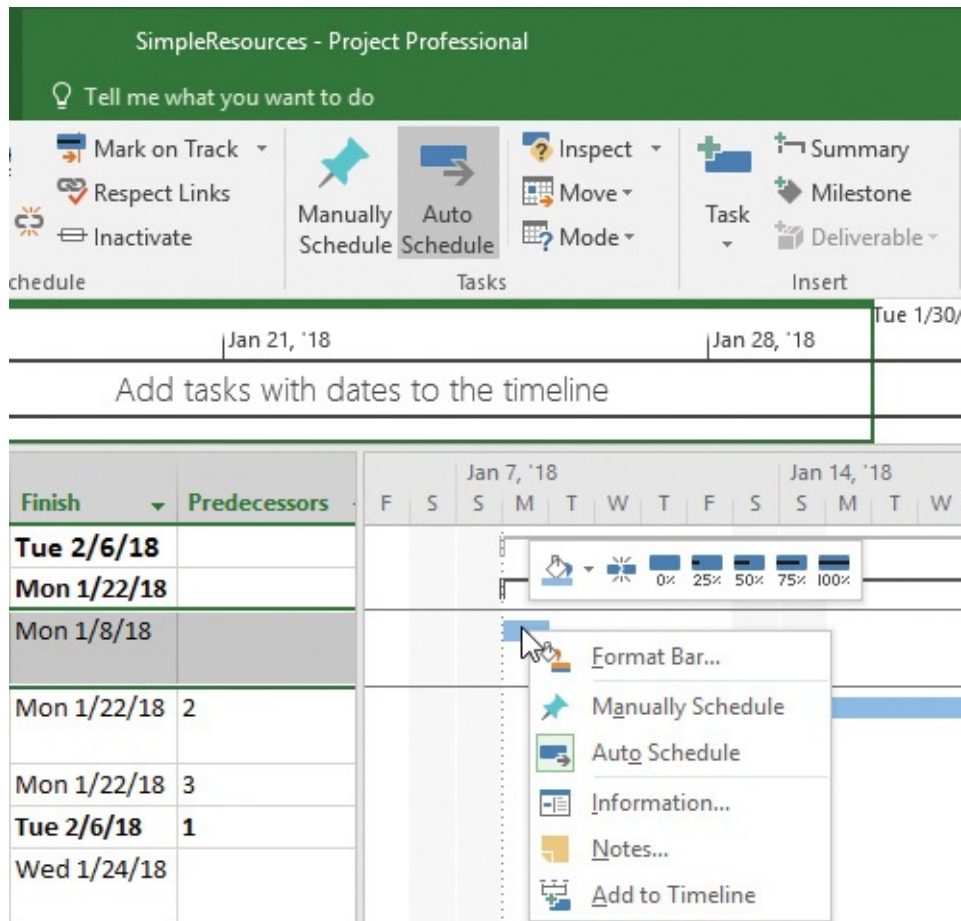 SimpleResources - Project Professional
Tell me what you want to do
Mark on Track
Respect Links
Inactivate
Manually Schedule
Auto Schedule
Inspect
Move
Mode
Task
Summary
Milestone
Deliverable
chedule
Tasks
Insert
Jan 21, '18
Jan 28, '18
Tue 1/30/
Add tasks with dates to the timeline
Jan 7, '18
Jan 14, '18
Finish
Predecessors
F S S M T W T F S S M T W
Tue 2/6/18
Mon 1/22/18
0% 25% 50% 75% 100%
Mon 1/8/18
Format Bar...
Manually Schedule
Mon 1/22/18 2
Auto Schedule
Information...
Mon 1/22/18 3
Tue 2/6/18 1
Notes...
Wed 1/24/18
Add to Timeline